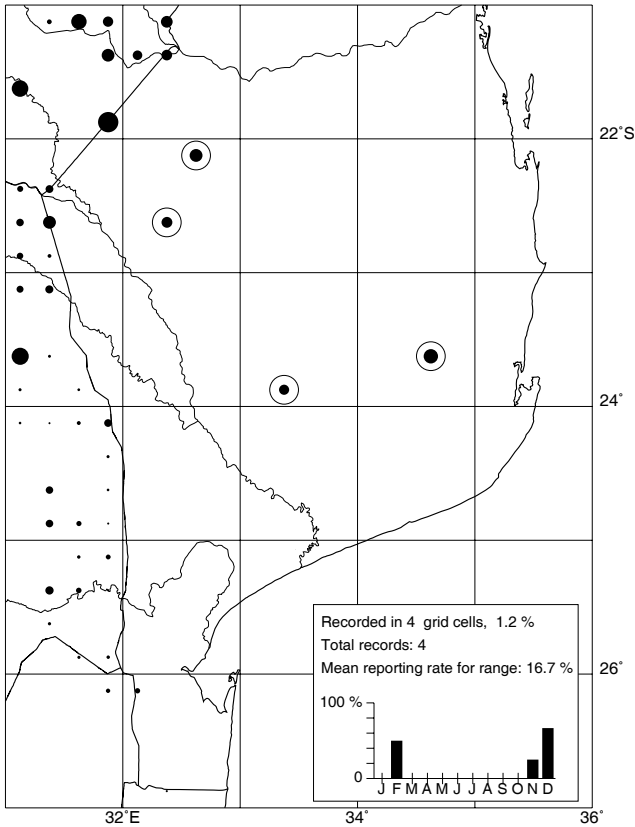 22˚S
24˚
Recorded in 4 grid cells, 1.2 %
Total records: 4
Mean reporting rate for range: 16.7 %
26˚
100 %
0
J F M A M J J A S O N D
32˚E 34˚ 36˚